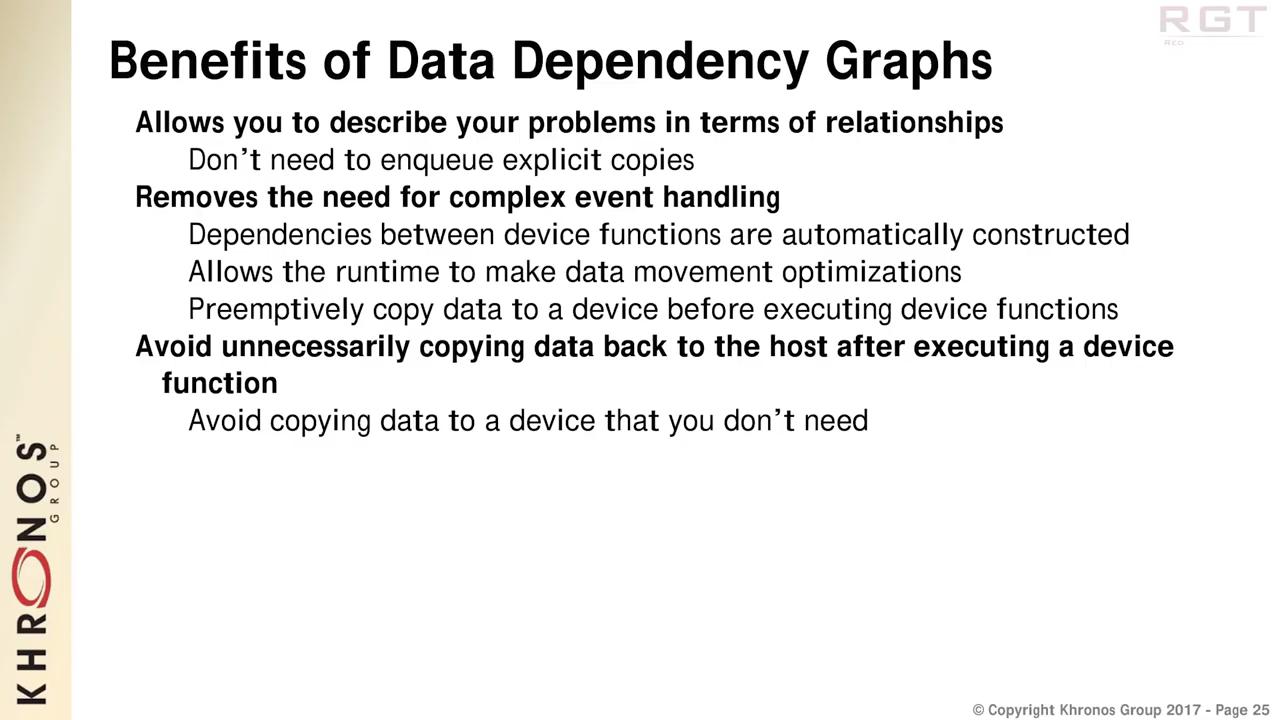 RGT
Red
Benefits of Data Dependency Graphs
Allows you to describe your problems in terms of relationships
Don't need to enqueue explicit copies
Removes the need for complex event handling
Dependencies between device functions are automatically constructed
Allows the runtime to make data movement optimizations
Preemptively copy data to a device before executing device functions
Avoid unnecessarily copying data back to the host after executing a device
function
Avoid copying data to a device that you don't need
KHRONOS™
GROUP
© Copyright Khronos Group 2017 - Page 25